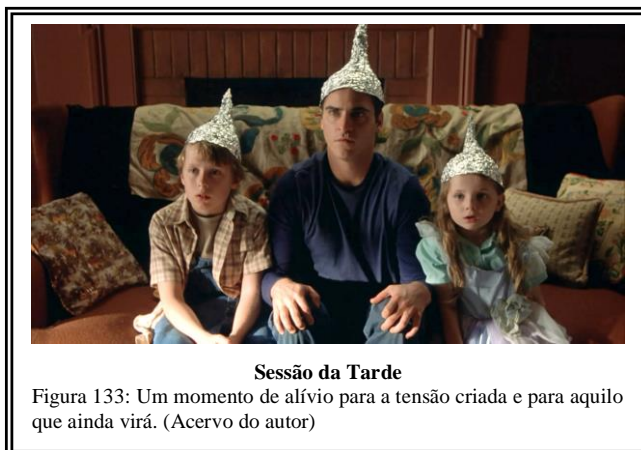 Sessão da Tarde
Figura 133: Um momento de alívio para a tensão criada e para aquilo
que ainda virá. (Acervo do autor)